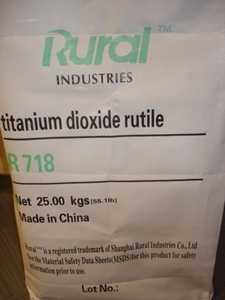 Rural™
INDUSTRIES
titanium dioxide rutile
R 718
Net 25.00 kgs(55.1lb)
Made in China
Rural™ is a registered trademark of Shanghai Rural Industries Co., Ltd
See the Material Safety Data Sheets(MSDS)for this product for safety
information prior to use.
Lot No.: